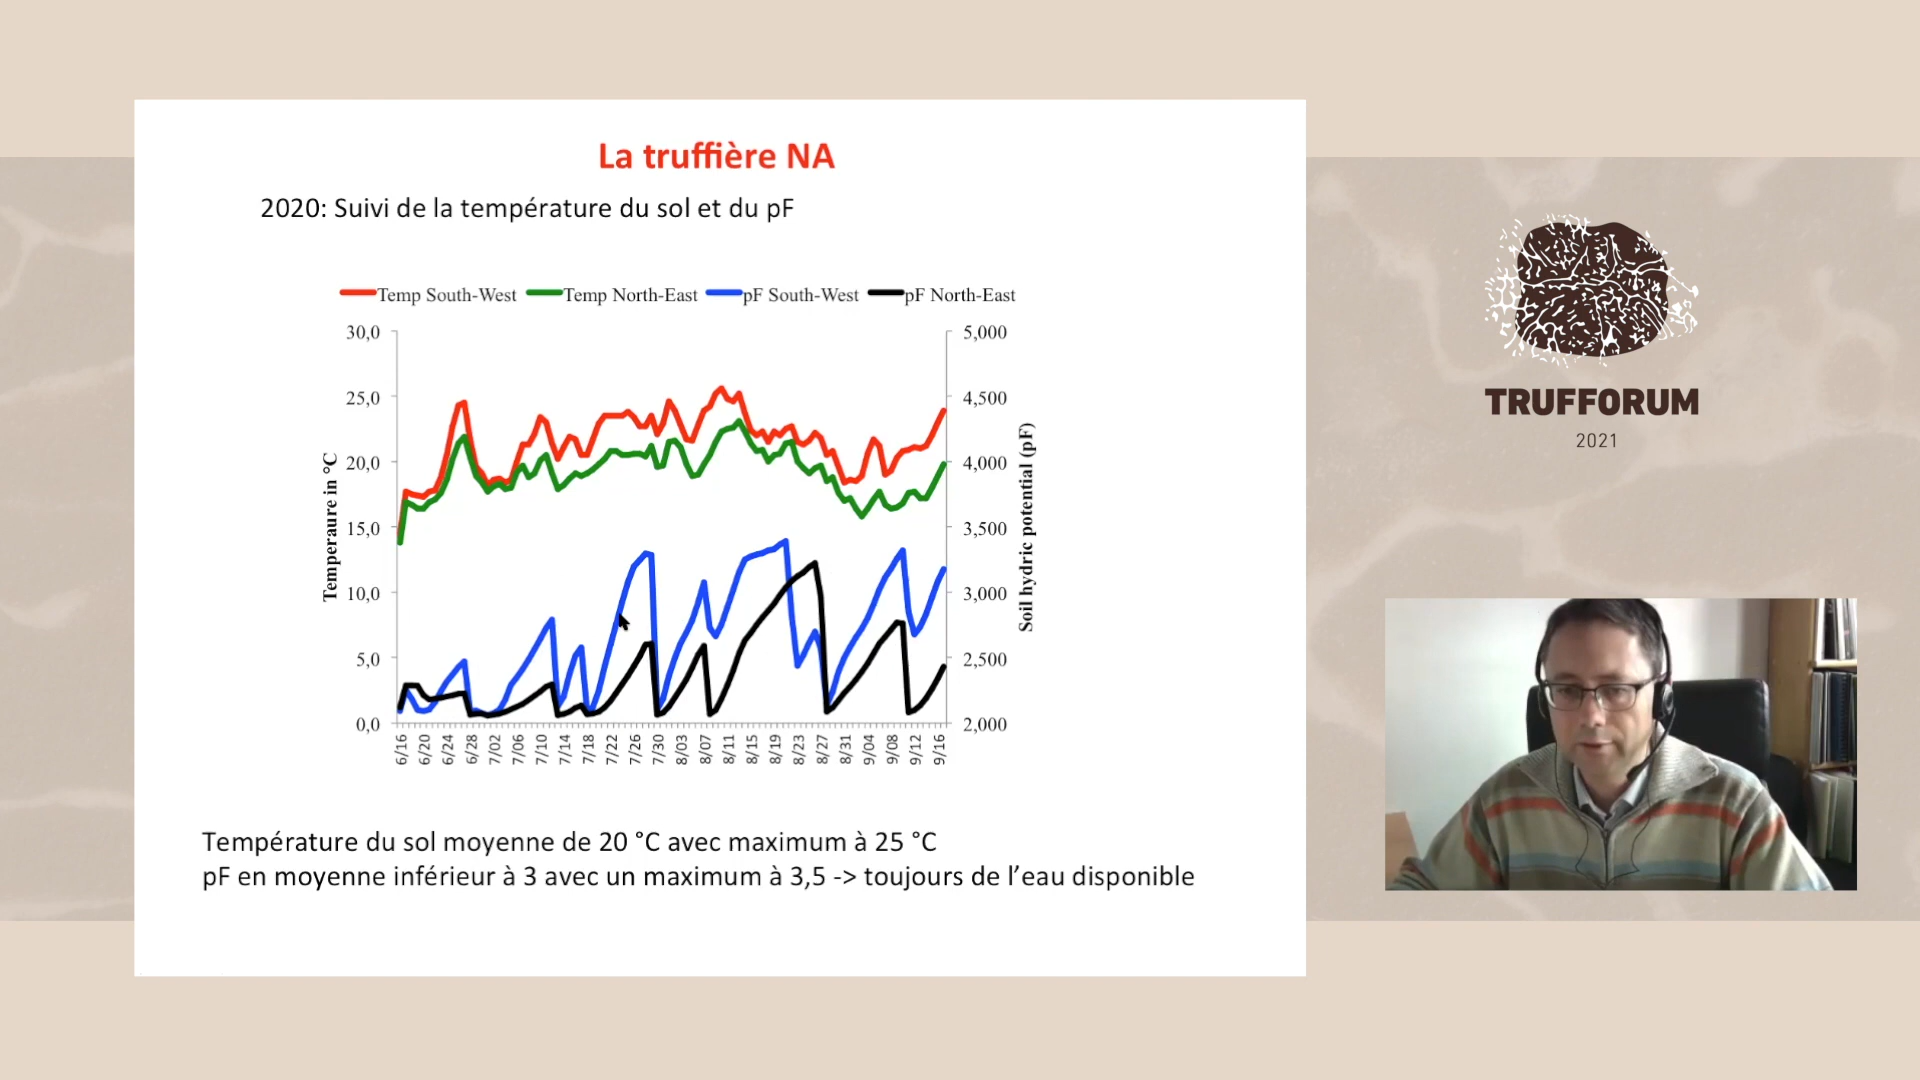 La truffière NA
2020: Suivi de la température du sol et du pF
Temp South-West Temp North-East pF South-West pF North-East
30,0
25,0
20,0
15,0
10,0
5,0
0,0
Temperaure in °C
5,000
4,500
4,000
3,500
3,000
2,500
2,000
Soil hydric potential (pF)
6/16 6/20 6/24 6/28 7/02 7/06 7/10 7/14 7/18 7/22 7/26 7/30 8/03 8/07 8/11 8/15 8/19 8/23 8/27 8/31 9/04 9/08 9/12 9/16
Température du sol moyenne de 20 °C avec maximum à 25 °C
pF en moyenne inférieur à 3 avec un maximum à 3,5 -> toujours de l’eau disponible
TRUFFORUM
2021